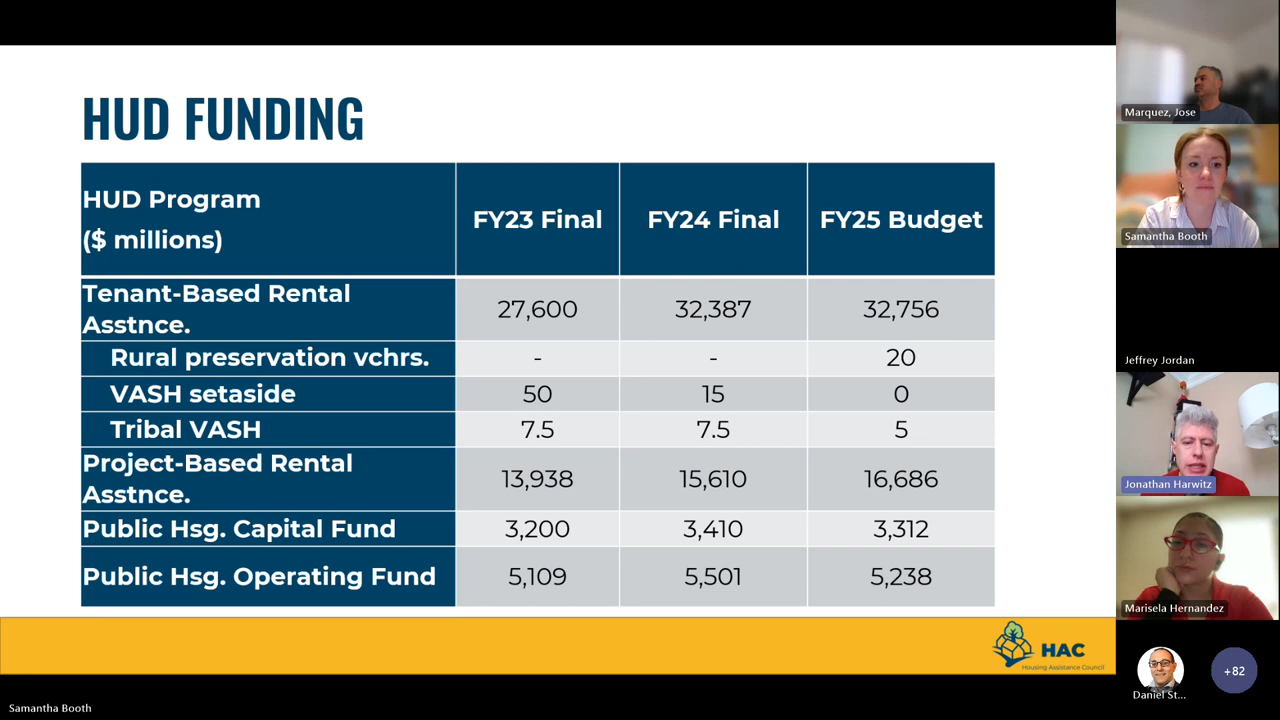 HUD FUNDING
HUD Program
($ millions)
FY23 Final
FY24 Final
FY25 Budget
Tenant-Based Rental
Asstnce.
27,600
32,387
32,756
Rural preservation vchrs.
-
-
20
VASH setaside
50
15
0
Tribal VASH
7.5
7.5
5
Project-Based Rental
Asstnce.
13,938
15,610
16,686
Public Hsg. Capital Fund
3,200
3,410
3,312
Public Hsg. Operating Fund
5,109
5,501
5,238
HAC
Housing Assistance Council
Samantha Booth
Marquez, Jose
Samantha Booth
Jeffrey Jordan
Jonathan Harwitz
Marisela Hernandez
Daniel St...
+82